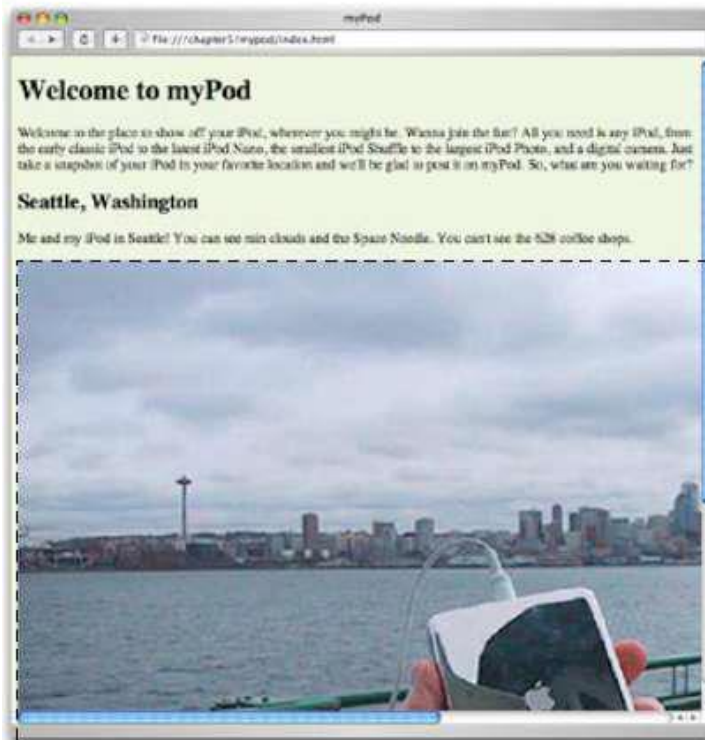 myPod
file:///chapter5/mypod/index.html
Welcome to myPod
Welcome to the place to show off your iPod, wherever you might be. Wanna join the fun? All you need is any iPod, from
the early classic iPod to the latest iPod Nano, the smallest iPod Shuffle to the largest iPod Photo, and a digital camera. Just
take a snapshot of your iPod in your favorite location and we'll be glad to post it on myPod. So, what are you waiting for?
Seattle, Washington
Me and my iPod in Seattle! You can see rain clouds and the Space Needle. You can't see the 628 coffee shops.